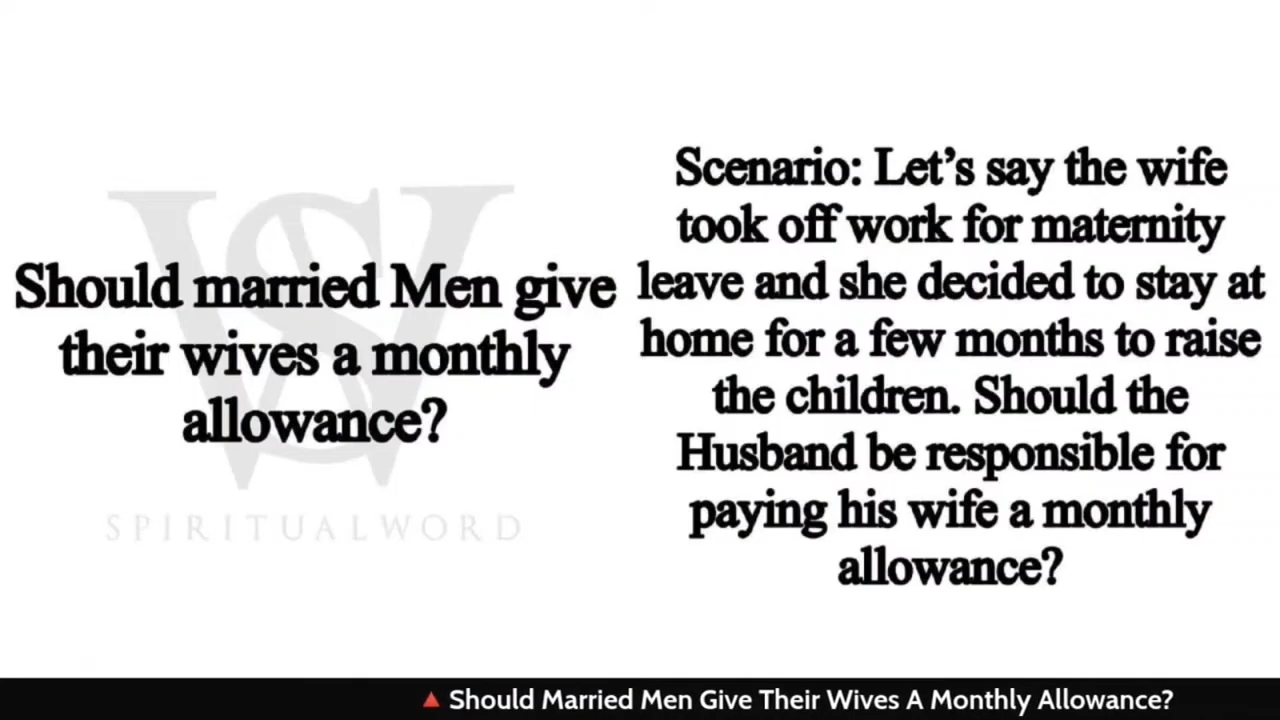 Should married Men give
their wives a monthly
allowance?
SPIRITUALWORD
Scenario: Let’s say the wife
took off work for maternity
leave and she decided to stay at
home for a few months to raise
the children. Should the
Husband be responsible for
paying his wife a monthly
allowance?
🔺 Should Married Men Give Their Wives A Monthly Allowance?